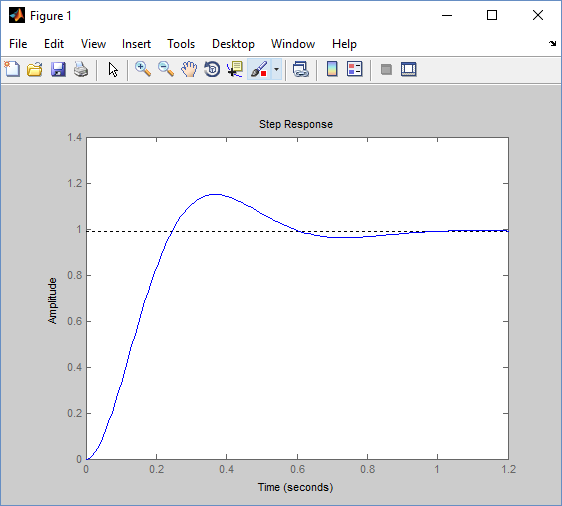 Figure 1
File Edit View Insert Tools Desktop Window Help
Step Response
1.4
1.2
1
0.8
0.6
0.4
0.2
0
Amplitude
0 0.2 0.4 0.6 0.8 1 1.2
Time (seconds)